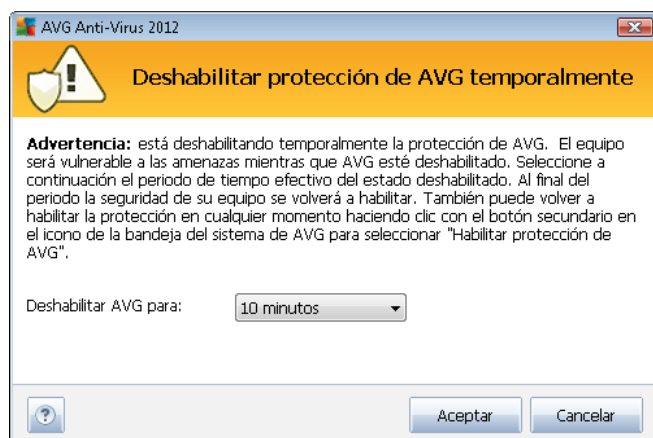 AVG Anti-Virus 2012
Deshabilitar protección de AVG temporalmente
Advertencia: está deshabilitando temporalmente la protección de AVG. El equipo
será vulnerable a las amenazas mientras que AVG esté deshabilitado. Seleccione a
continuación el periodo de tiempo efectivo del estado deshabilitado. Al final del
periodo la seguridad de su equipo se volverá a habilitar. También puede volver a
habilitar la protección en cualquier momento haciendo clic con el botón secundario en
el icono de la bandeja del sistema de AVG para seleccionar "Habilitar protección de
AVG".
Deshabilitar AVG para: 10 minutos
? Aceptar Cancelar